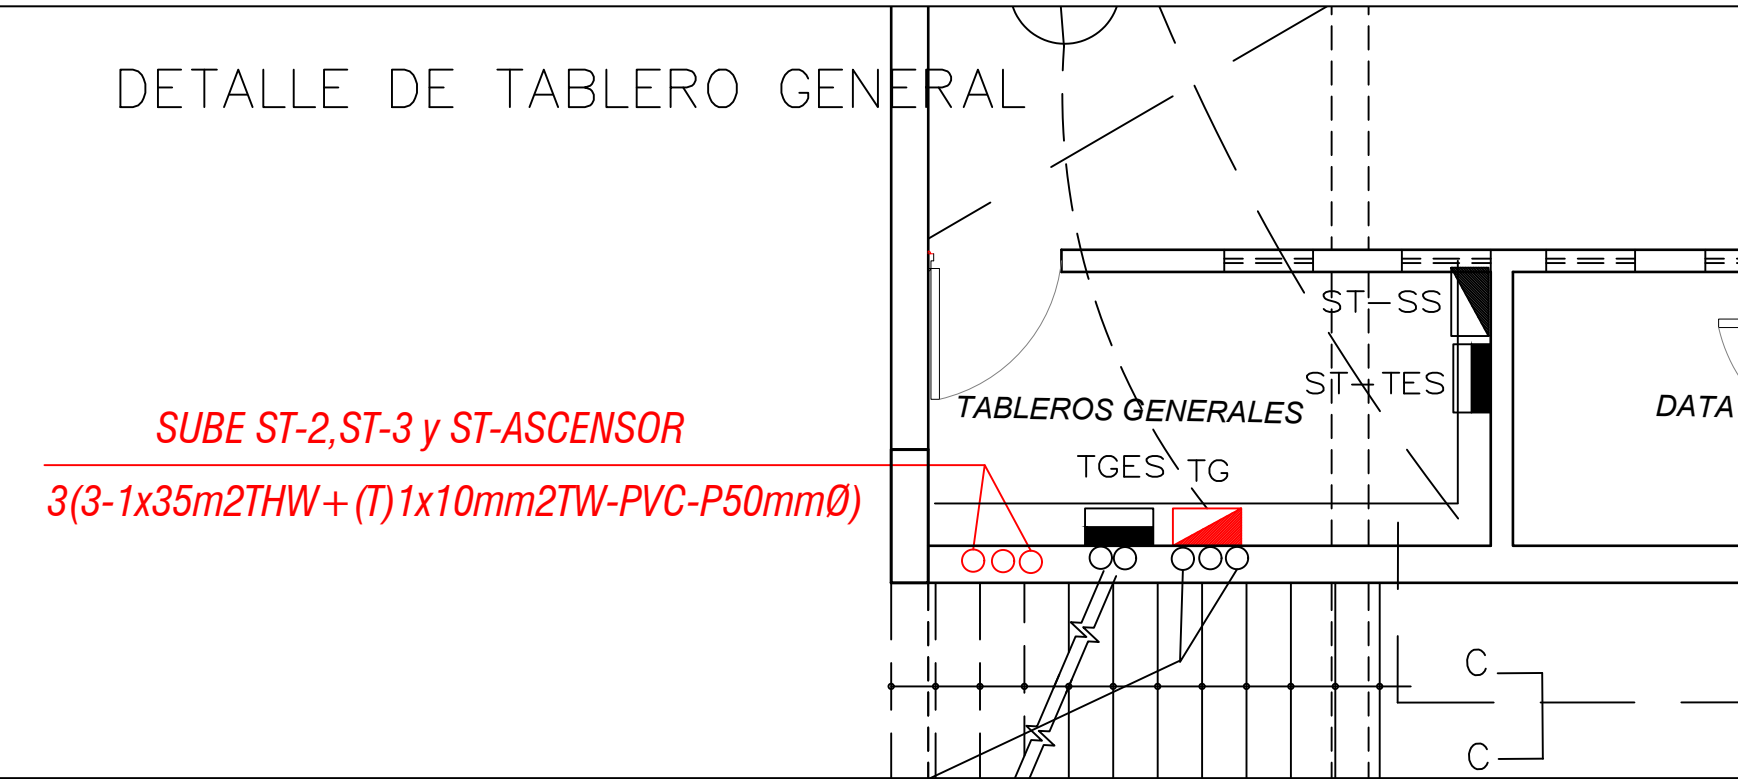 DETALLE DE TABLERO GENERAL
ST-SS
ST-TES
TABLEROS GENERALES
DATA
SUBE ST-2,ST-3 y ST-ASCENSOR
TGES TG
3(3-1x35m2THW+(T)1x10mm2TW-PVC-P50mmØ)
C
C